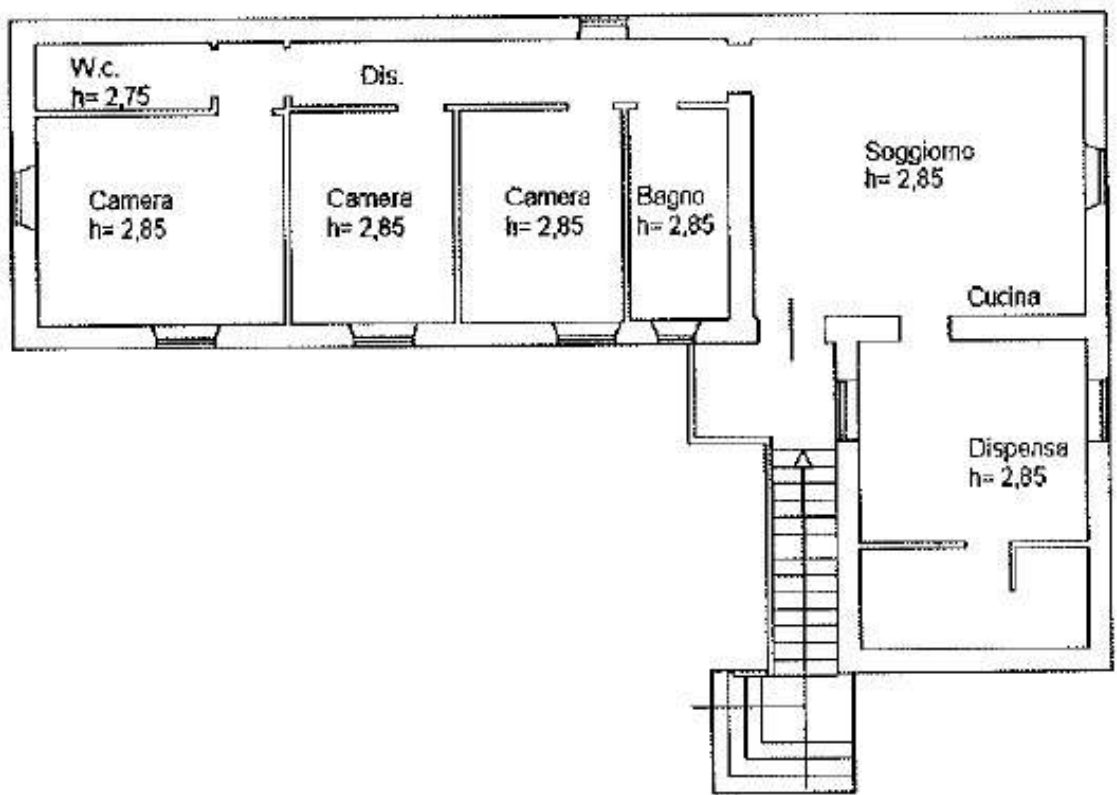 W.c.
h= 2,75
Dis.
Camera
h= 2,85
Camera
h= 2,85
Camera
h= 2,85
Bagno
h= 2,85
Soggiorno
h= 2,85
Cucina
Dispensa
h= 2,85